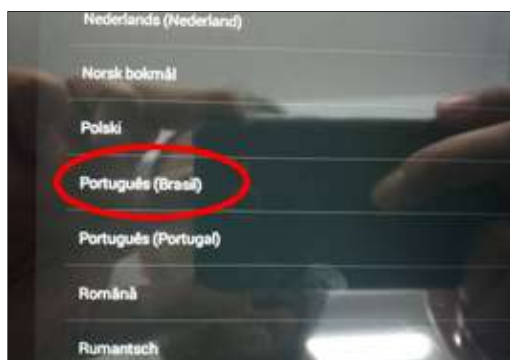 Nederlands (Nederland)
Norsk bokmål
Polski
Português (Brasil)
Português (Portugal)
Română
Rumantsch